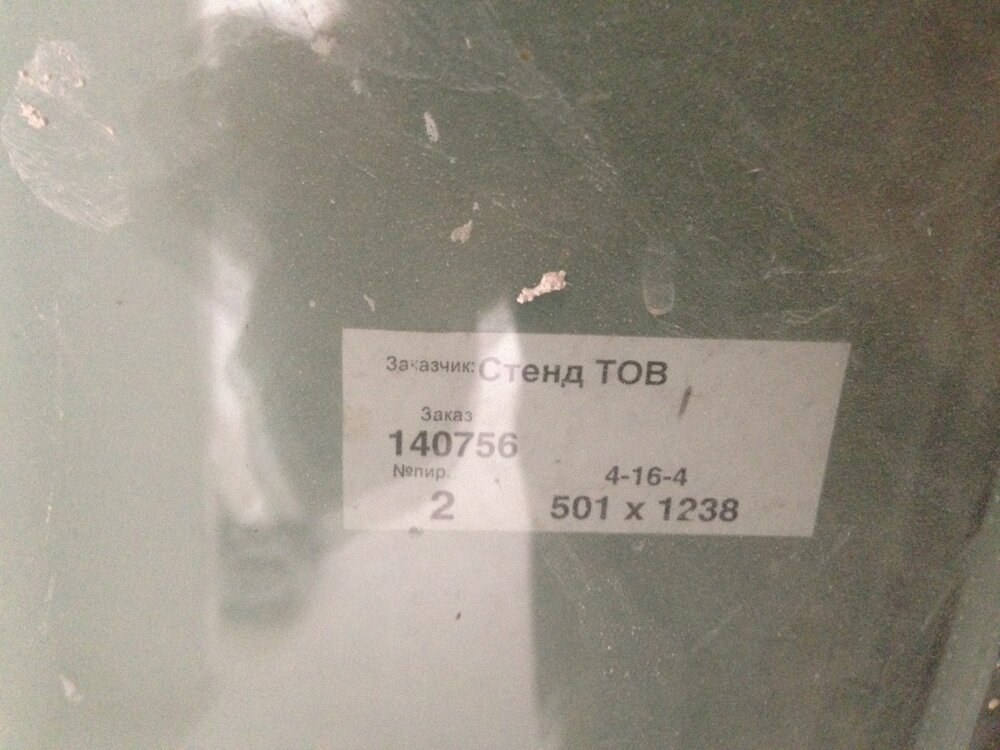 Заказчик: Стенд ТОВ
Заказ
140756
№пир.
4-16-4
2
501 x 1238